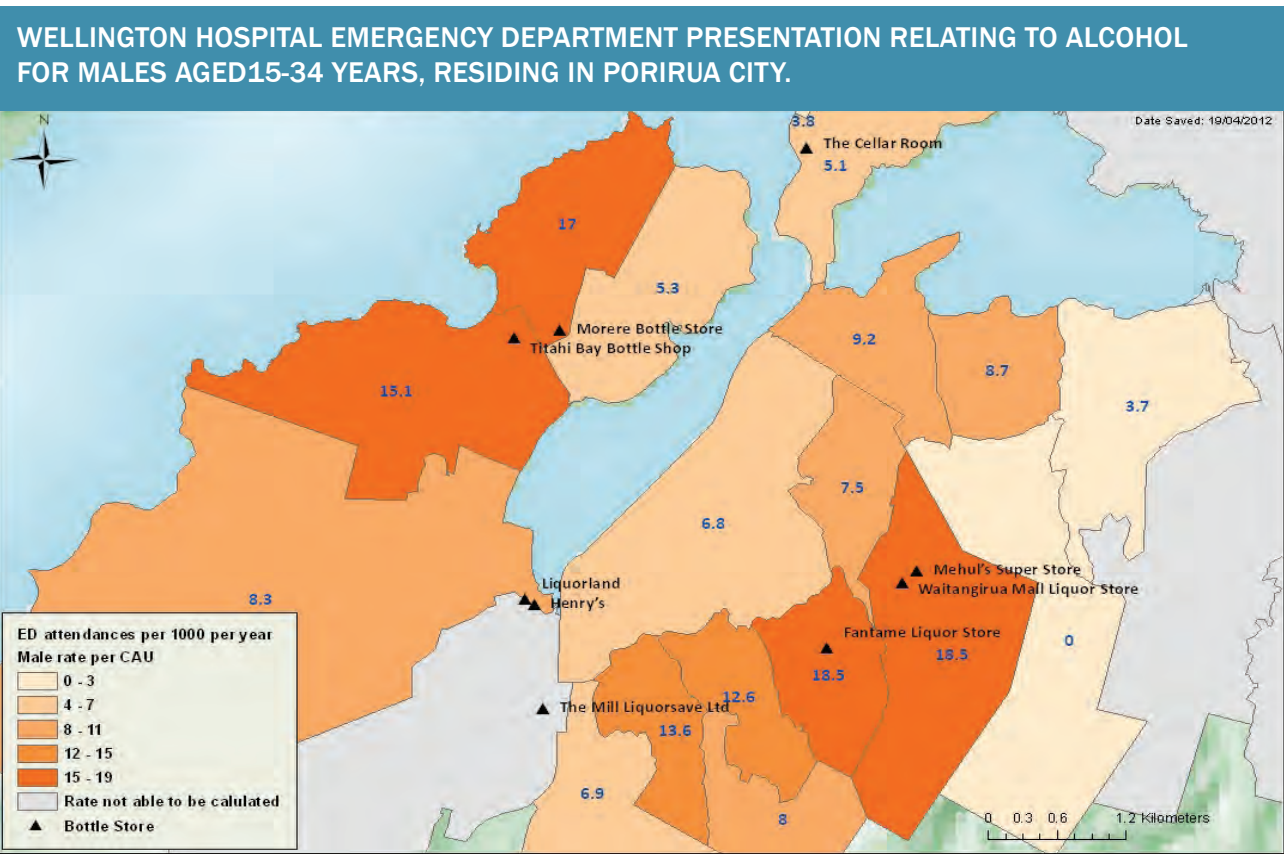 WELLINGTON HOSPITAL EMERGENCY DEPARTMENT PRESENTATION RELATING TO ALCOHOL
FOR MALES AGED15-34 YEARS, RESIDING IN PORIRUA CITY.
N
Date Saved: 19/04/2012
3.8
The Cellar Room
5.1
17
5.3
Morere Bottle Store
Titahi Bay Bottle Shop
9.2
8.7
15.1
3.7
7.5
6.8
Mehul's Super Store
Waitangirua Mall Liquor Store
Liquorland
Henry's
8.3
Fantame Liquor Store
18.5
0
18.5
12.6
The Mill Liquorsave Ltd
13.6
6.9
8
ED attendances per 1000 per year
Male rate per CAU
0 - 3
4 - 7
8 - 11
12 - 15
15 - 19
Rate not able to be calulated
Bottle Store
0 0.3 0.6 1.2 Kilometers